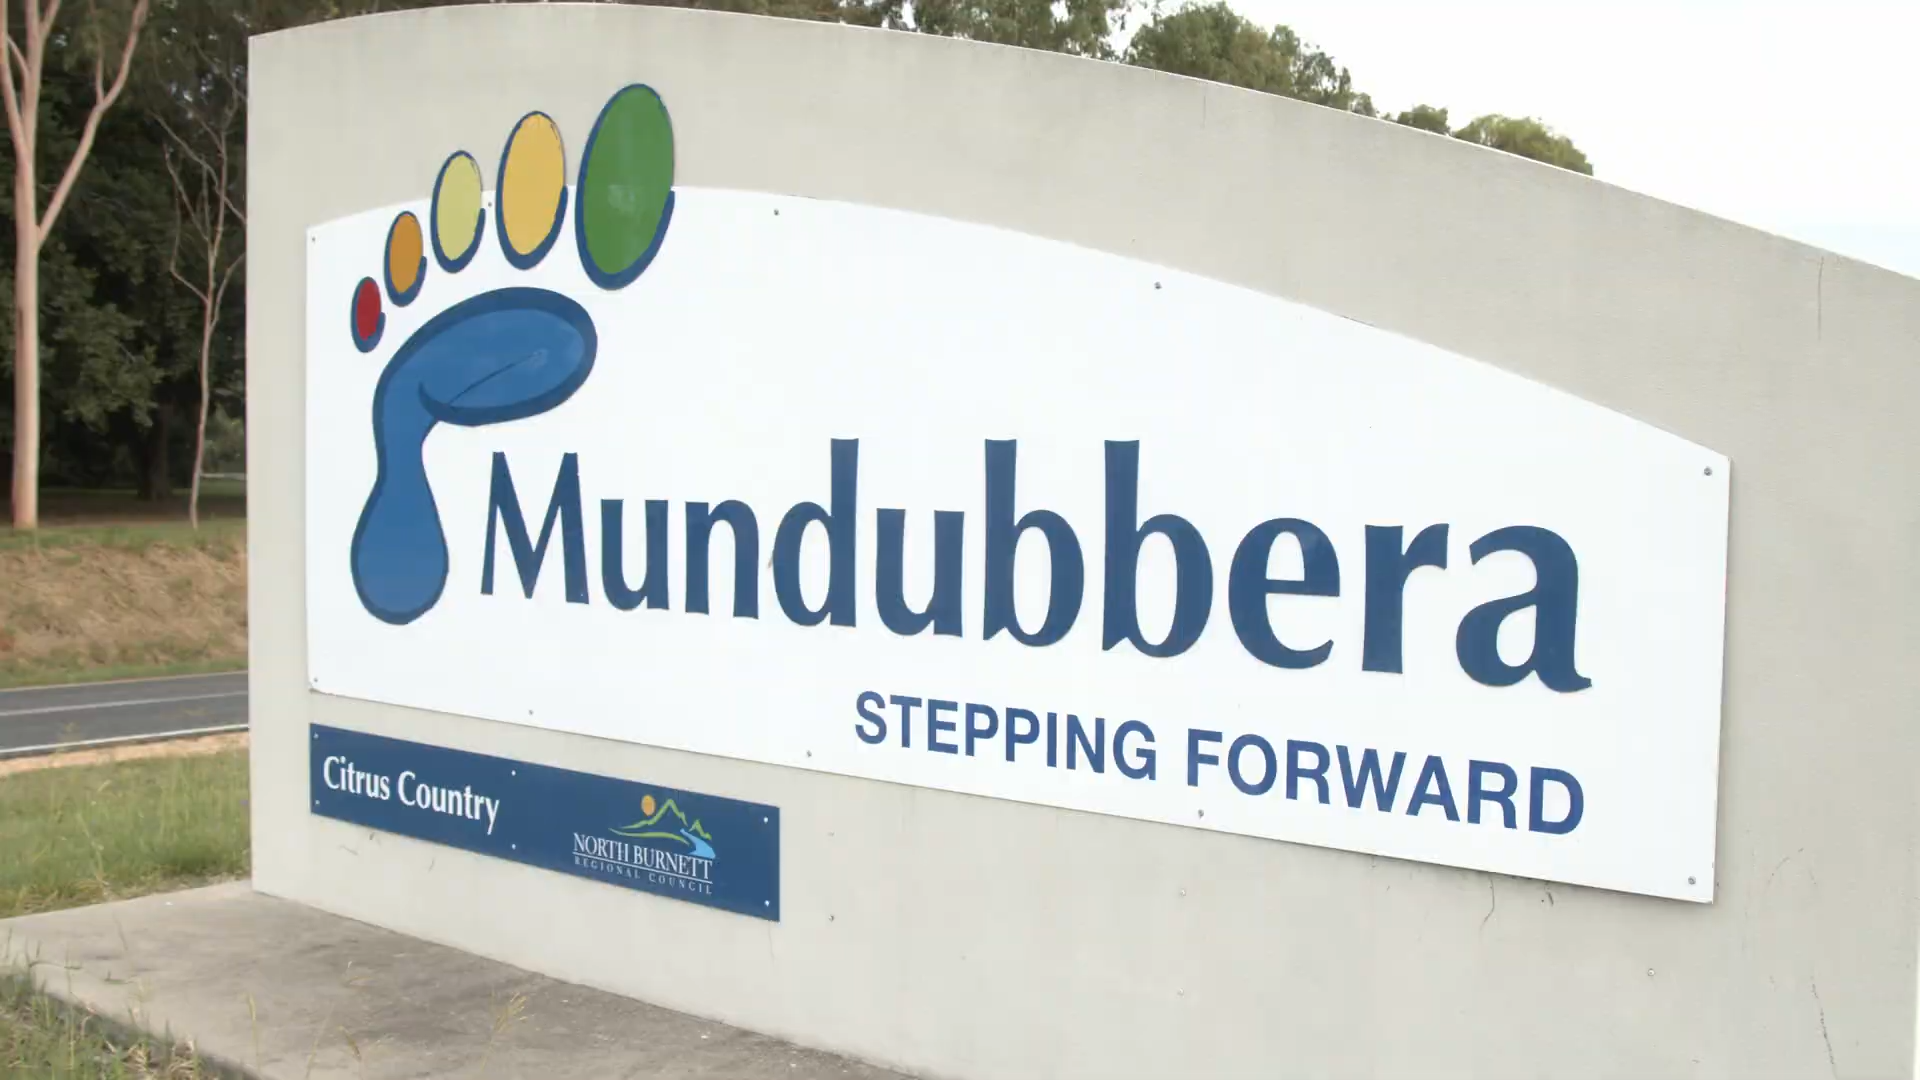 Mundubbera
STEPPING FORWARD
Citrus Country
NORTH BURNETT
REGIONAL COUNCIL